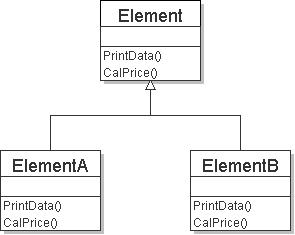 Element
PrintData()
CalPrice()
ElementA
PrintData()
CalPrice()
ElementB
PrintData()
CalPrice()